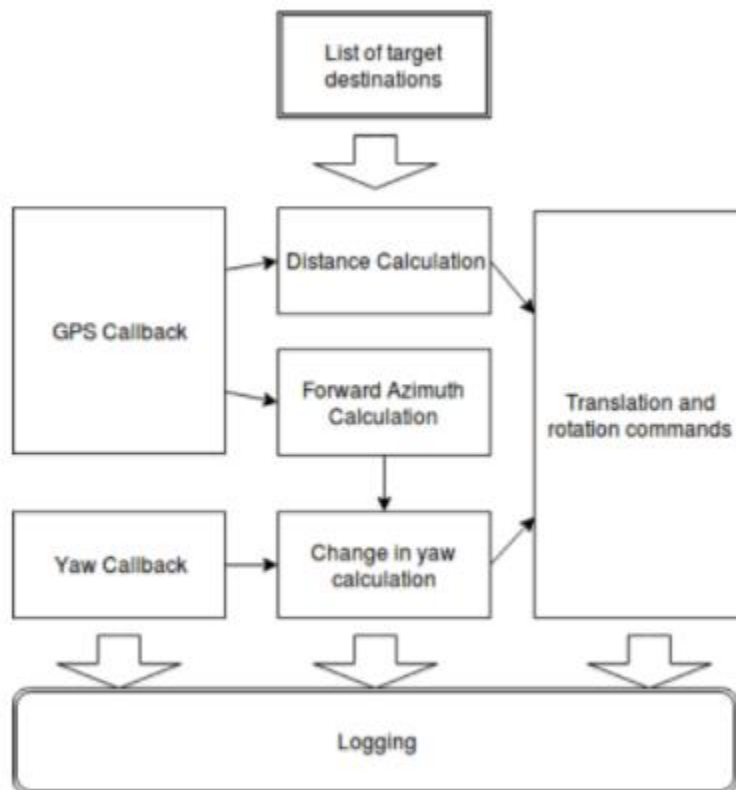 List of target
destinations
Distance Calculation
GPS Callback
Forward Azimuth
Calculation
Translation and
rotation commands
Yaw Callback
Change in yaw
calculation
Logging